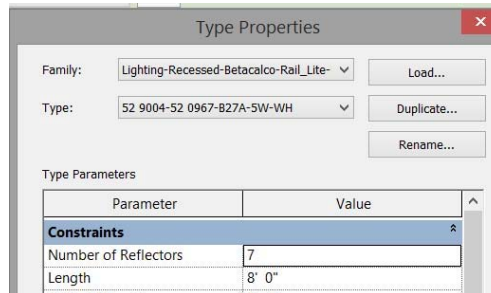 Type Properties
Family: Lighting-Recessed-Betacalco-Rail_Lite- Load...
Type: 52 9004-52 0967-B27A-5W-WH Duplicate...
Rename...
Type Parameters
Parameter Value
Constraints
Number of Reflectors 7
Length 8' 0"